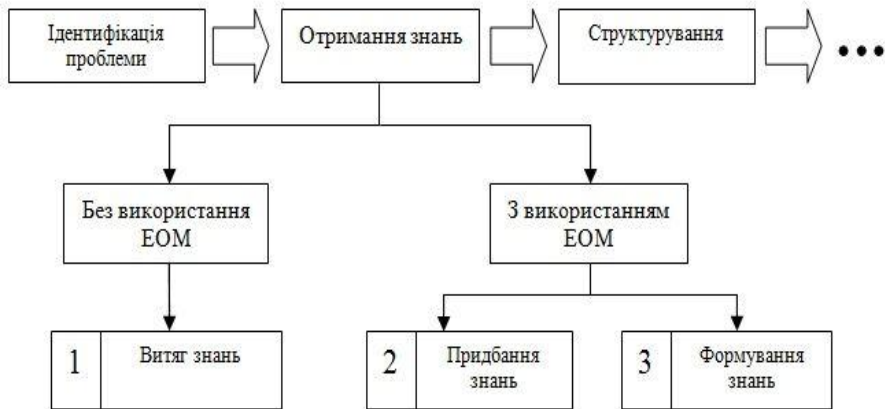 Ідентифікація
проблеми
Отримання знань
Структурування
Без використання
ЕОМ
З використанням
ЕОМ
1
Витяг знань
2
Придбання
знань
3
Формування
знань